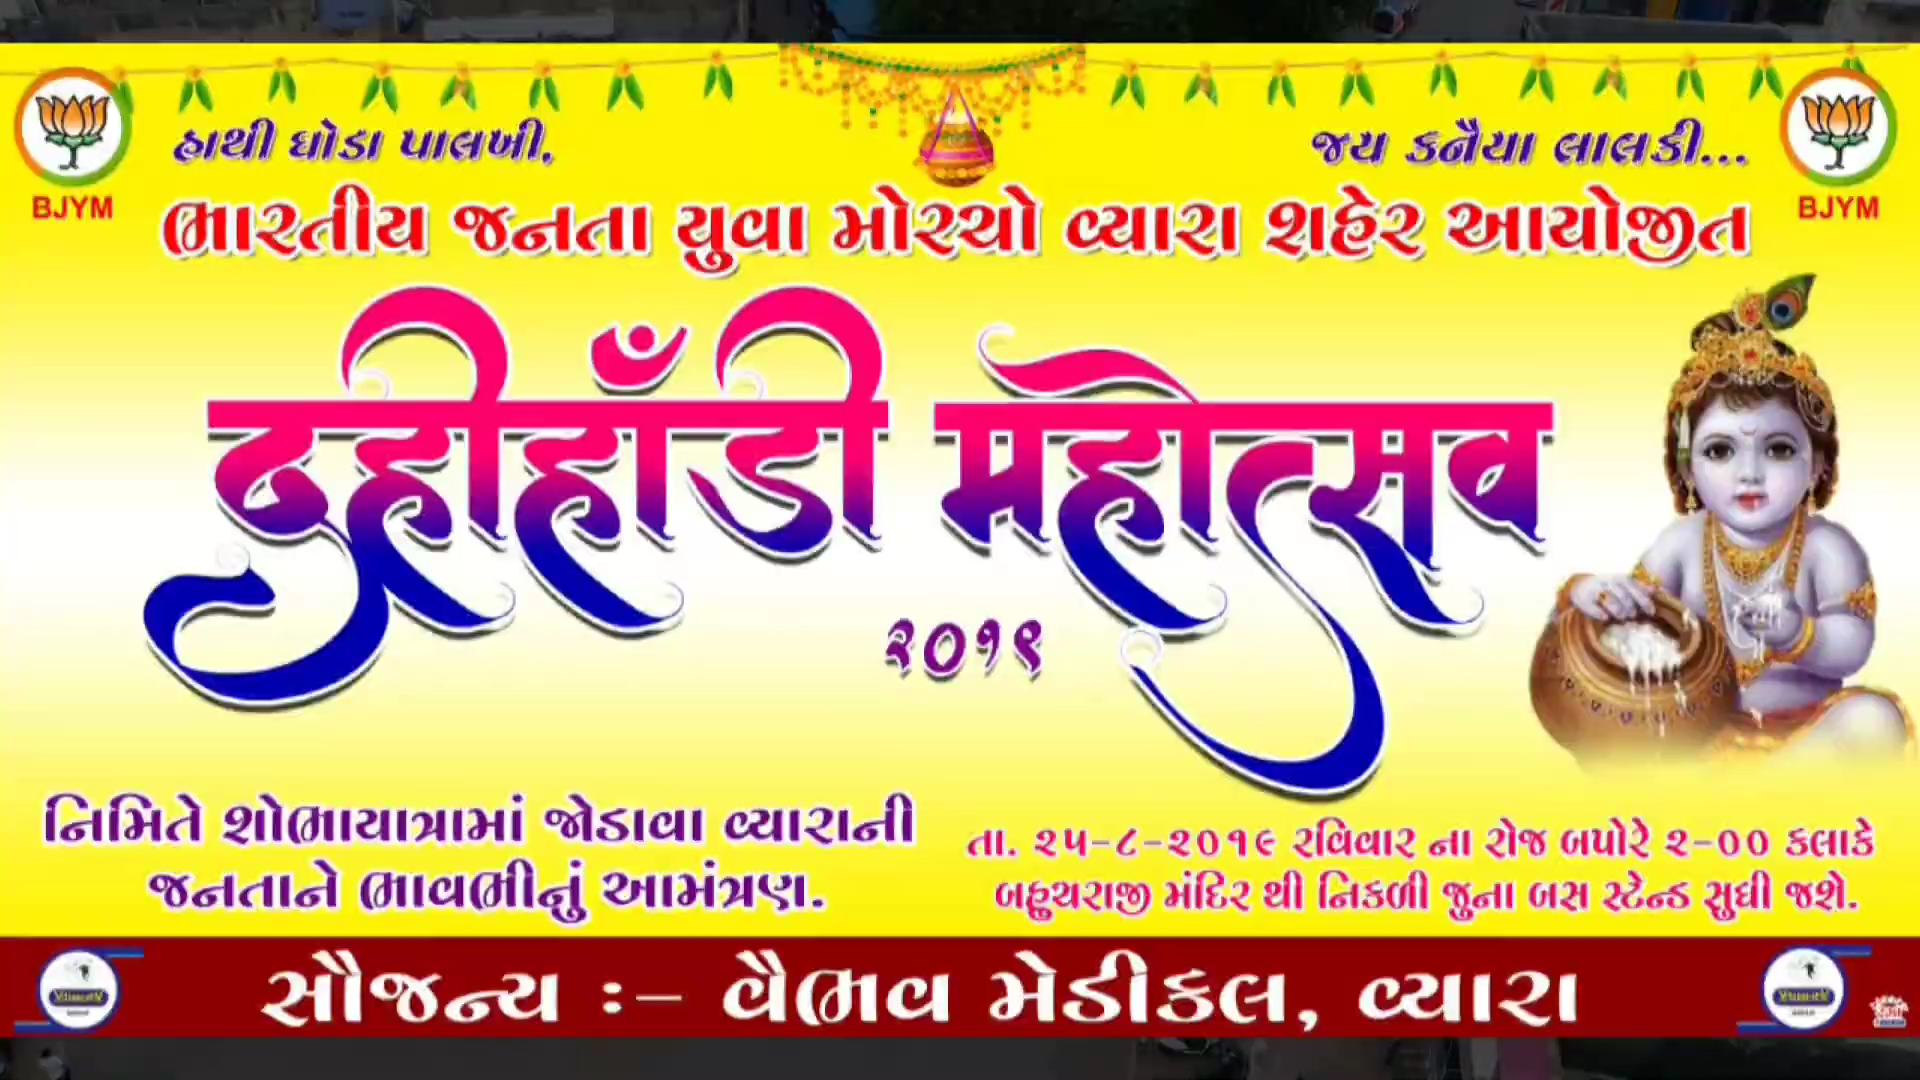 હાથી ઘોડા પાલખી,
જય કનૈયા લાલકી...
BJYM
BJYM
ભારતીય જનતા યુવા મોરચો વ્યારા શહેર આયોજીત
दहीहाँडी महोत्सव
૨૦૧૯
નિમિતે શોભાયાત્રામાં જોડાવા વ્યારાની
જનતાને ભાવભીનું આમંત્રણ.
તા. ૨૫-૮-૨૦૧૯ રવિવાર ના રોજ બપોરે ૨-૦૦ કલાકે
બહુચરાજી મંદિર થી નિકળી જુના બસ સ્ટેન્ડ સુધી જશે.
સૌજન્ય :- વૈભવ મેડીકલ, વ્યારા